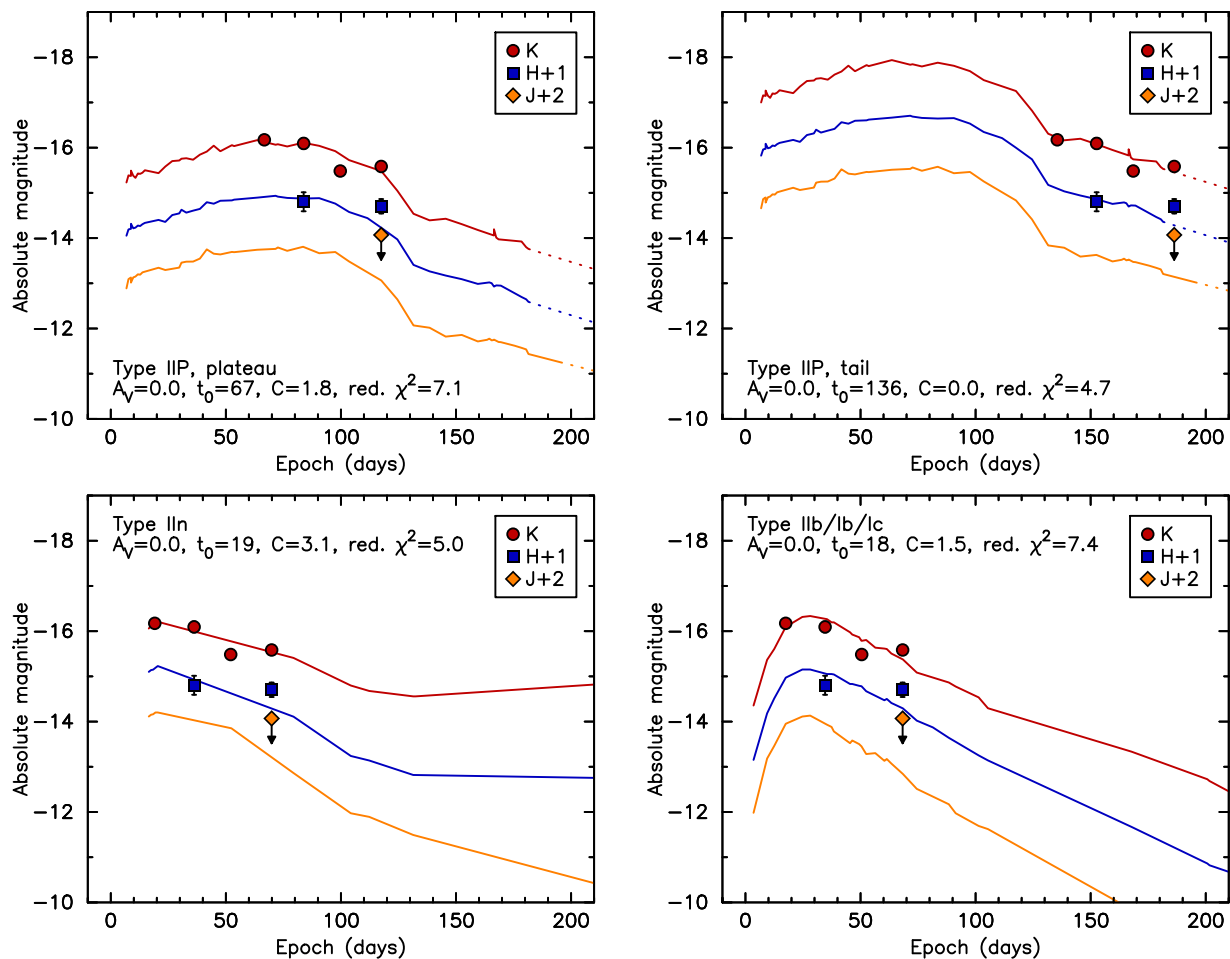 −18
−16
−14
−12
−10
Absolute magnitude
K
H+1
J+2
Type IIP, plateau
A_V=0.0, t_0=67, C=1.8, red. χ²=7.1
0
50
100
150
200
Epoch (days)
−18
−16
−14
−12
−10
Absolute magnitude
K
H+1
J+2
Type IIP, tail
A_V=0.0, t_0=136, C=0.0, red. χ²=4.7
0
50
100
150
200
Epoch (days)
Type IIn
A_V=0.0, t_0=19, C=3.1, red. χ²=5.0
K
H+1
J+2
−18
−16
−14
−12
−10
Absolute magnitude
0
50
100
150
200
Epoch (days)
Type IIb/Ib/Ic
A_V=0.0, t_0=18, C=1.5, red. χ²=7.4
K
H+1
J+2
−18
−16
−14
−12
−10
Absolute magnitude
0
50
100
150
200
Epoch (days)